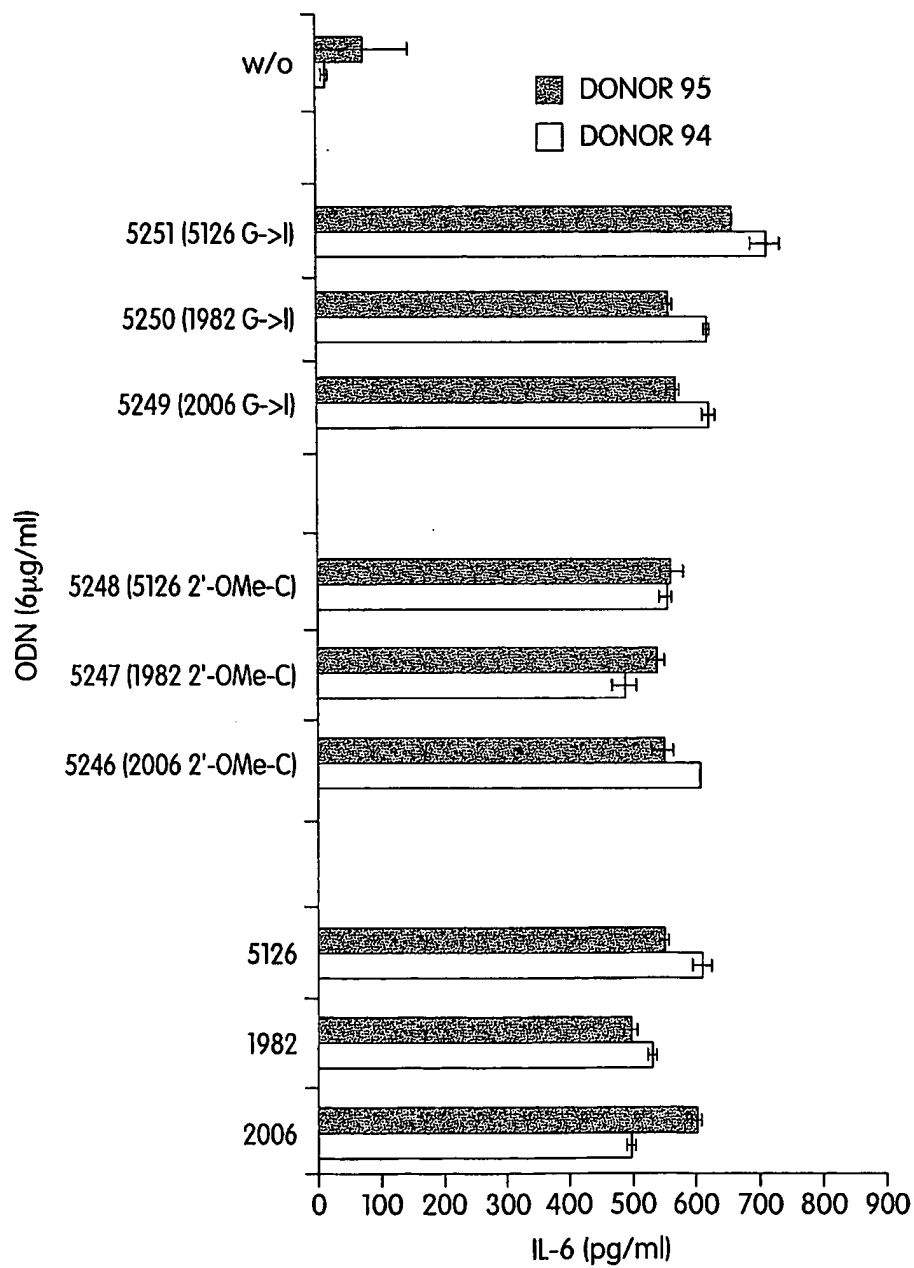 w/o
DONOR 95
DONOR 94
5251 (5126 G->I)
5250 (1982 G->I)
5249 (2006 G->I)
5248 (5126 2'-OMe-C)
5247 (1982 2'-OMe-C)
5246 (2006 2'-OMe-C)
5126
1982
2006
ODN (6µg/ml)
0 100 200 300 400 500 600 700 800 900
IL-6 (pg/ml)